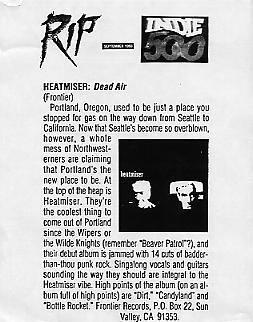 RIP
SEPTEMBER 1993
INDIE
500
HEATMISER: Dead Air
(Frontier)
Portland, Oregon, used to be just a place you
stopped for gas on the way down from Seattle to
California. Now that Seattle's become so overblown,
however, a whole
mess of Northwest-
erners are claiming
that Portland's the
new place to be. At
the top of the heap is
Heatmiser. They're
the coolest thing to
come out of Portland
since the Wipers or
heatmiser
the Wilde Knights (remember "Beaver Patrol"?), and
their debut album is jammed with 14 cuts of badder-
than-thou punk rock. Singalong vocals and guitars
sounding the way they should are integral to the
Heatmiser vibe. High points of the album (on an al-
bum full of high points) are "Dirt," "Candyland" and
"Bottle Rocket." Frontier Records, P.O. Box 22, Sun
Valley, CA 91353.